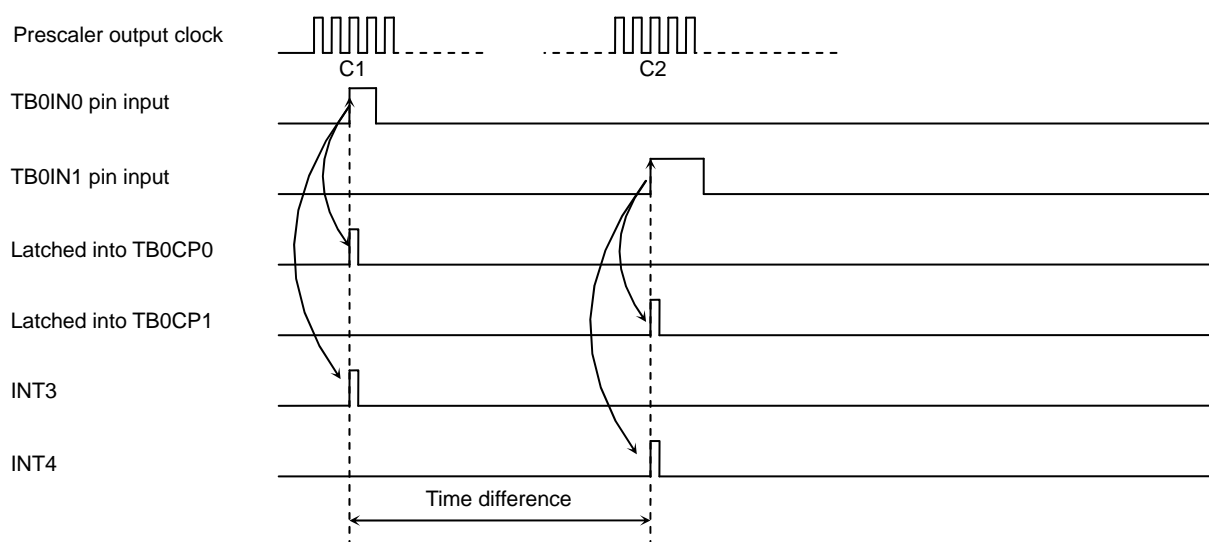 Prescaler output clock
C1
C2
TB0IN0 pin input
TB0IN1 pin input
Latched into TB0CP0
Latched into TB0CP1
INT3
INT4
Time difference